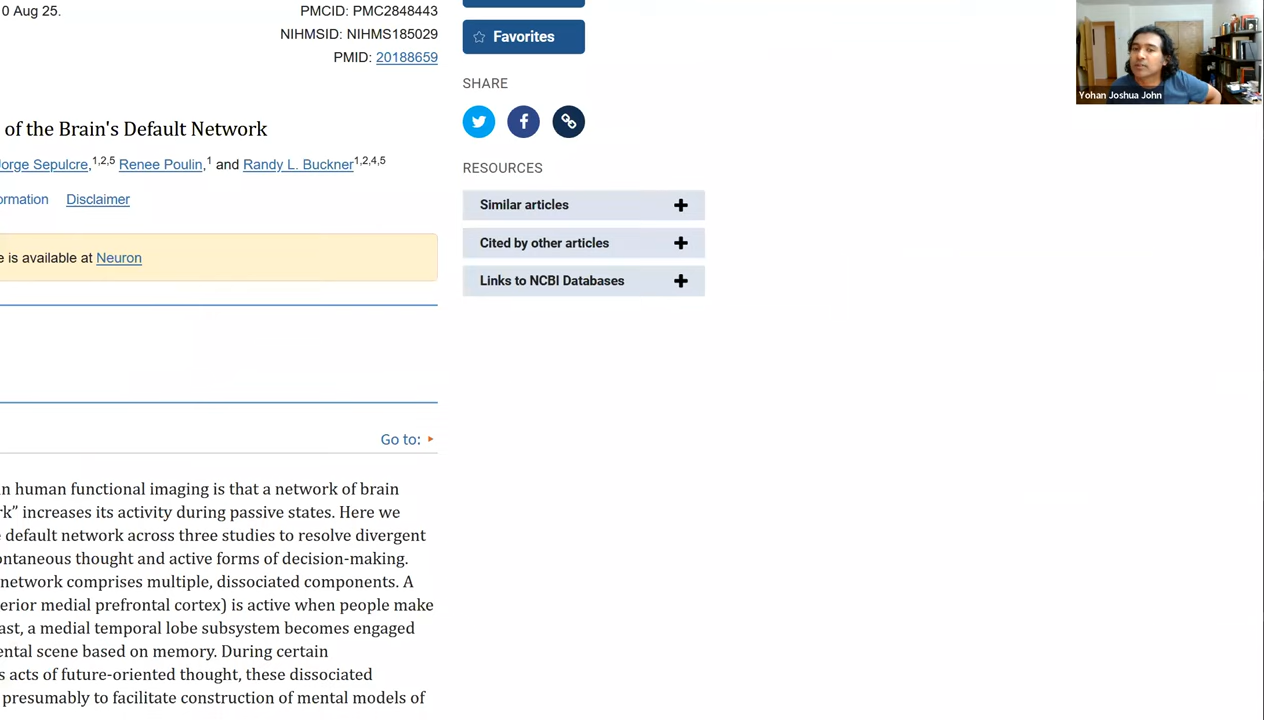 0 Aug 25.
PMCID: PMC2848443
NIHMSID: NIHMS185029
PMID: 20188659
of the Brain's Default Network
Jorge Sepulcre,1,2,5 Renee Poulin,1 and Randy L. Buckner1,2,4,5
ormation Disclaimer
e is available at Neuron
Go to:
in human functional imaging is that a network of brain
rk” increases its activity during passive states. Here we
e default network across three studies to resolve divergent
ontaneous thought and active forms of decision-making.
network comprises multiple, dissociated components. A
erior medial prefrontal cortex) is active when people make
ast, a medial temporal lobe subsystem becomes engaged
ental scene based on memory. During certain
s acts of future-oriented thought, these dissociated
presumably to facilitate construction of mental models of
Favorites
SHARE
RESOURCES
Similar articles
Cited by other articles
Links to NCBI Databases
Yohan Joshua John